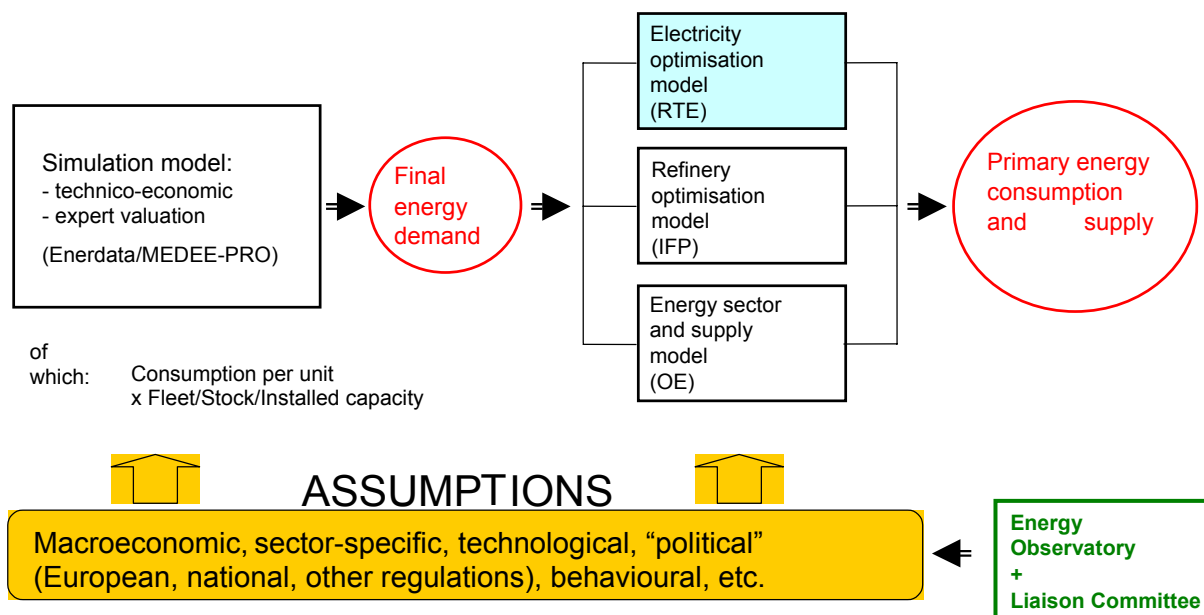 Simulation model:
- technico-economic
- expert valuation
(Enerdata/MEDEE-PRO)
of
which:
Consumption per unit
x Fleet/Stock/Installed capacity
Final
energy
demand
Electricity
optimisation
model
(RTE)
Refinery
optimisation
model
(IFP)
Energy sector
and supply
model
(OE)
Primary energy
consumption
and supply
ASSUMPTIONS
Macroeconomic, sector-specific, technological, “political”
(European, national, other regulations), behavioural, etc.
Energy
Observatory
+
Liaison Committee